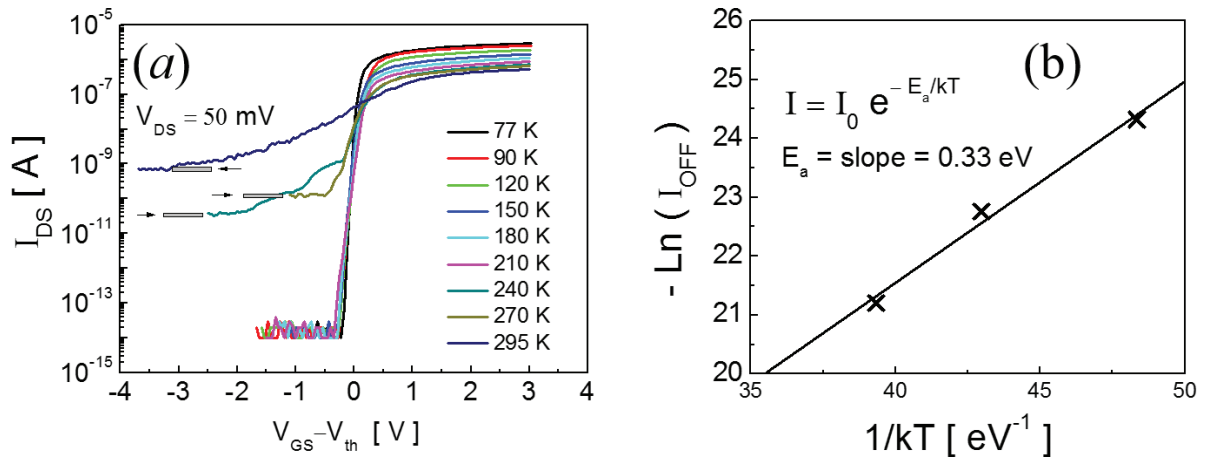 (a)
V_DS = 50 mV
77 K
90 K
120 K
150 K
180 K
210 K
240 K
270 K
295 K
I_DS [ A ]
10^-5
10^-7
10^-9
10^-11
10^-13
10^-15
-4 -3 -2 -1 0 1 2 3 4
V_GS–V_th [ V ]
(b)
I = I_0 e^{- E_a/kT}
E_a = slope = 0.33 eV
- Ln ( I_OFF )
26
25
24
23
22
21
20
35 40 45 50
1/kT [ eV^-1 ]